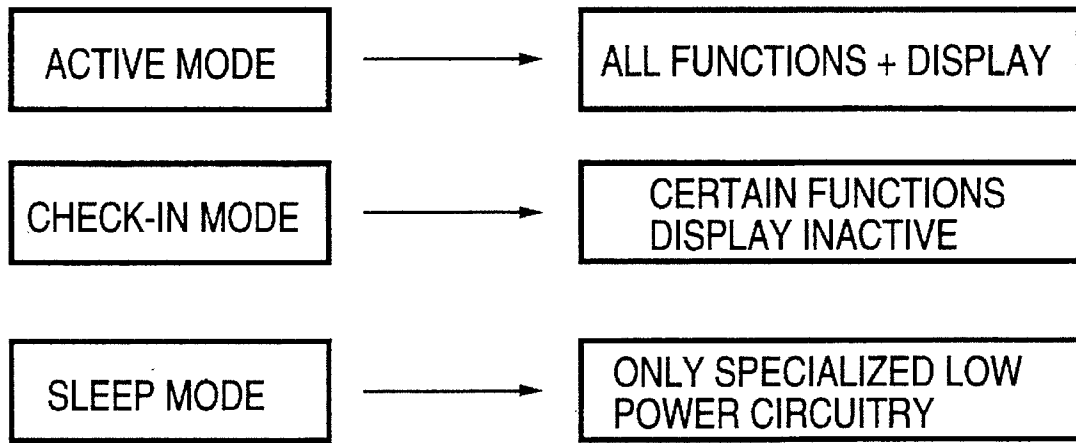 ACTIVE MODE
ALL FUNCTIONS + DISPLAY
CHECK-IN MODE
CERTAIN FUNCTIONS
DISPLAY INACTIVE
SLEEP MODE
ONLY SPECIALIZED LOW
POWER CIRCUITRY